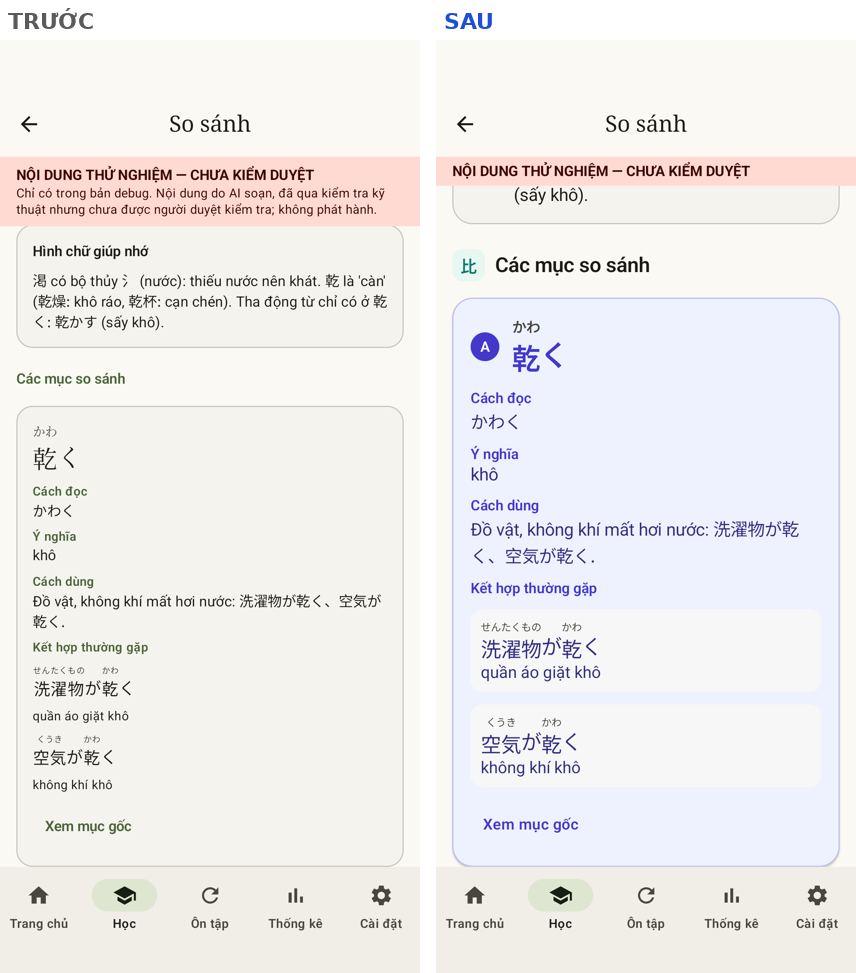 TRƯỚC
So sánh
NỘI DUNG THỬ NGHIỆM — CHƯA KIỂM DUYỆT
Chỉ có trong bản debug. Nội dung do AI soạn, đã qua kiểm tra kỹ
thuật nhưng chưa được người duyệt kiểm tra; không phát hành.
Hình chữ giúp nhớ
渇 có bộ thủy 氵 (nước): thiếu nước nên khát. 乾 là 'càn'
(乾燥: khô ráo, 乾杯: cạn chén). Tha động từ chỉ có ở 乾
く: 乾かす (sấy khô).
Các mục so sánh
かわ
乾く
Cách đọc
かわく
Ý nghĩa
khô
Cách dùng
Đồ vật, không khí mất hơi nước: 洗濯物が乾く、空気が
乾く.
Kết hợp thường gặp
せんたくもの かわ
洗濯物が乾く
quần áo giặt khô
くうき かわ
空気が乾く
không khí khô
Xem mục gốc
Trang chủ Học Ôn tập Thống kê Cài đặt
SAU
So sánh
NỘI DUNG THỬ NGHIỆM — CHƯA KIỂM DUYỆT
(sấy khô).
比 Các mục so sánh
かわ
A 乾く
Cách đọc
かわく
Ý nghĩa
khô
Cách dùng
Đồ vật, không khí mất hơi nước: 洗濯物が乾
く、空気が乾く.
Kết hợp thường gặp
せんたくもの かわ
洗濯物が乾く
quần áo giặt khô
くうき かわ
空気が乾く
không khí khô
Xem mục gốc
Trang chủ Học Ôn tập Thống kê Cài đặt